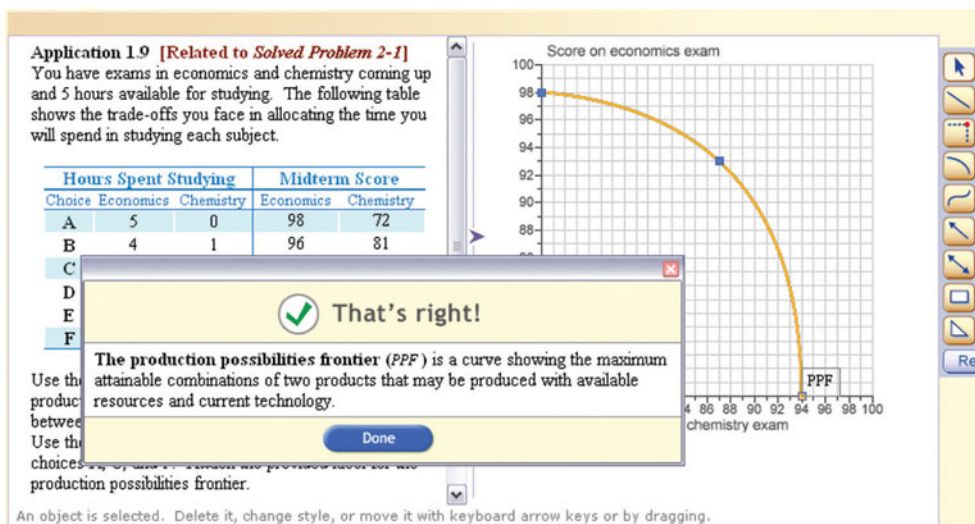 Application 1.9 [Related to Solved Problem 2-1]
You have exams in economics and chemistry coming up
and 5 hours available for studying. The following table
shows the trade-offs you face in allocating the time you
will spend in studying each subject.
Hours Spent Studying Midterm Score
Choice Economics Chemistry Economics Chemistry
A 5 0 98 72
B 4 1 96 81
C
D
E
F
That's right!
The production possibilities frontier (PPF) is a curve showing the maximum
attainable combinations of two products that may be produced with available
resources and current technology.
Done
Use the
produc
between
Use the
choices
production possibilities frontier.
Score on economics exam
100
98
96
94
92
90
88
PPF
4 86 88 90 92 94 96 98 100
chemistry exam
Re
An object is selected. Delete it, change style, or move it with keyboard arrow keys or by dragging.